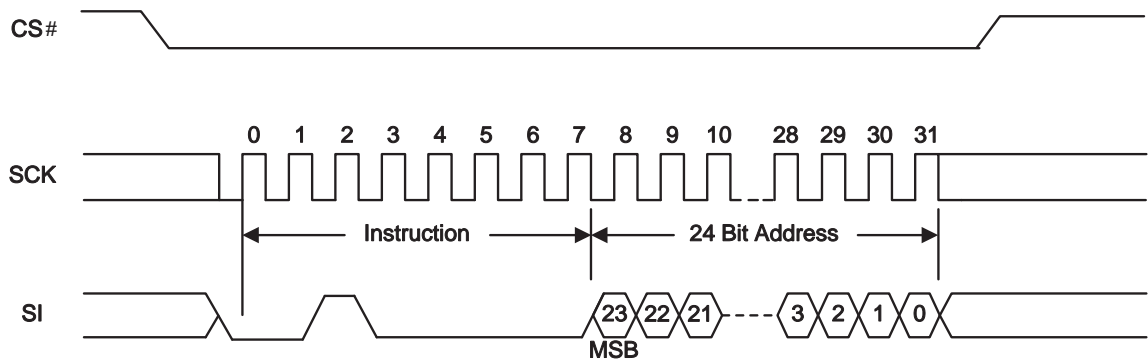 CS#
0 1 2 3 4 5 6 7 8 9 10 28 29 30 31
SCK
Instruction 24 Bit Address
SI 23 22 21 3 2 1 0
MSB